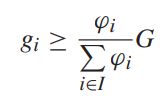 g_i ≥ \frac{φ_i}{\sum_{i∈I} φ_i} G